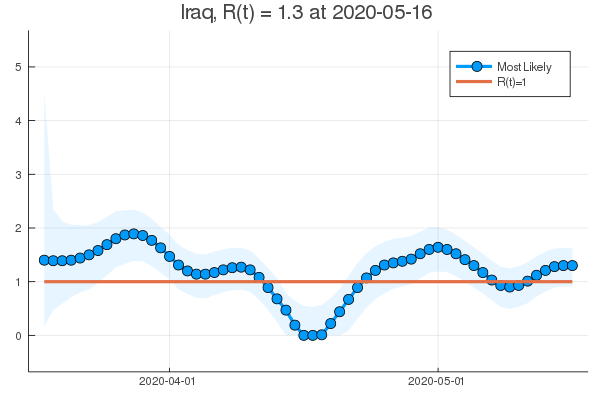 Iraq, R(t) = 1.3 at 2020-05-16
5
4
3
2
1
0
Most Likely
R(t)=1
2020-04-01
2020-05-01